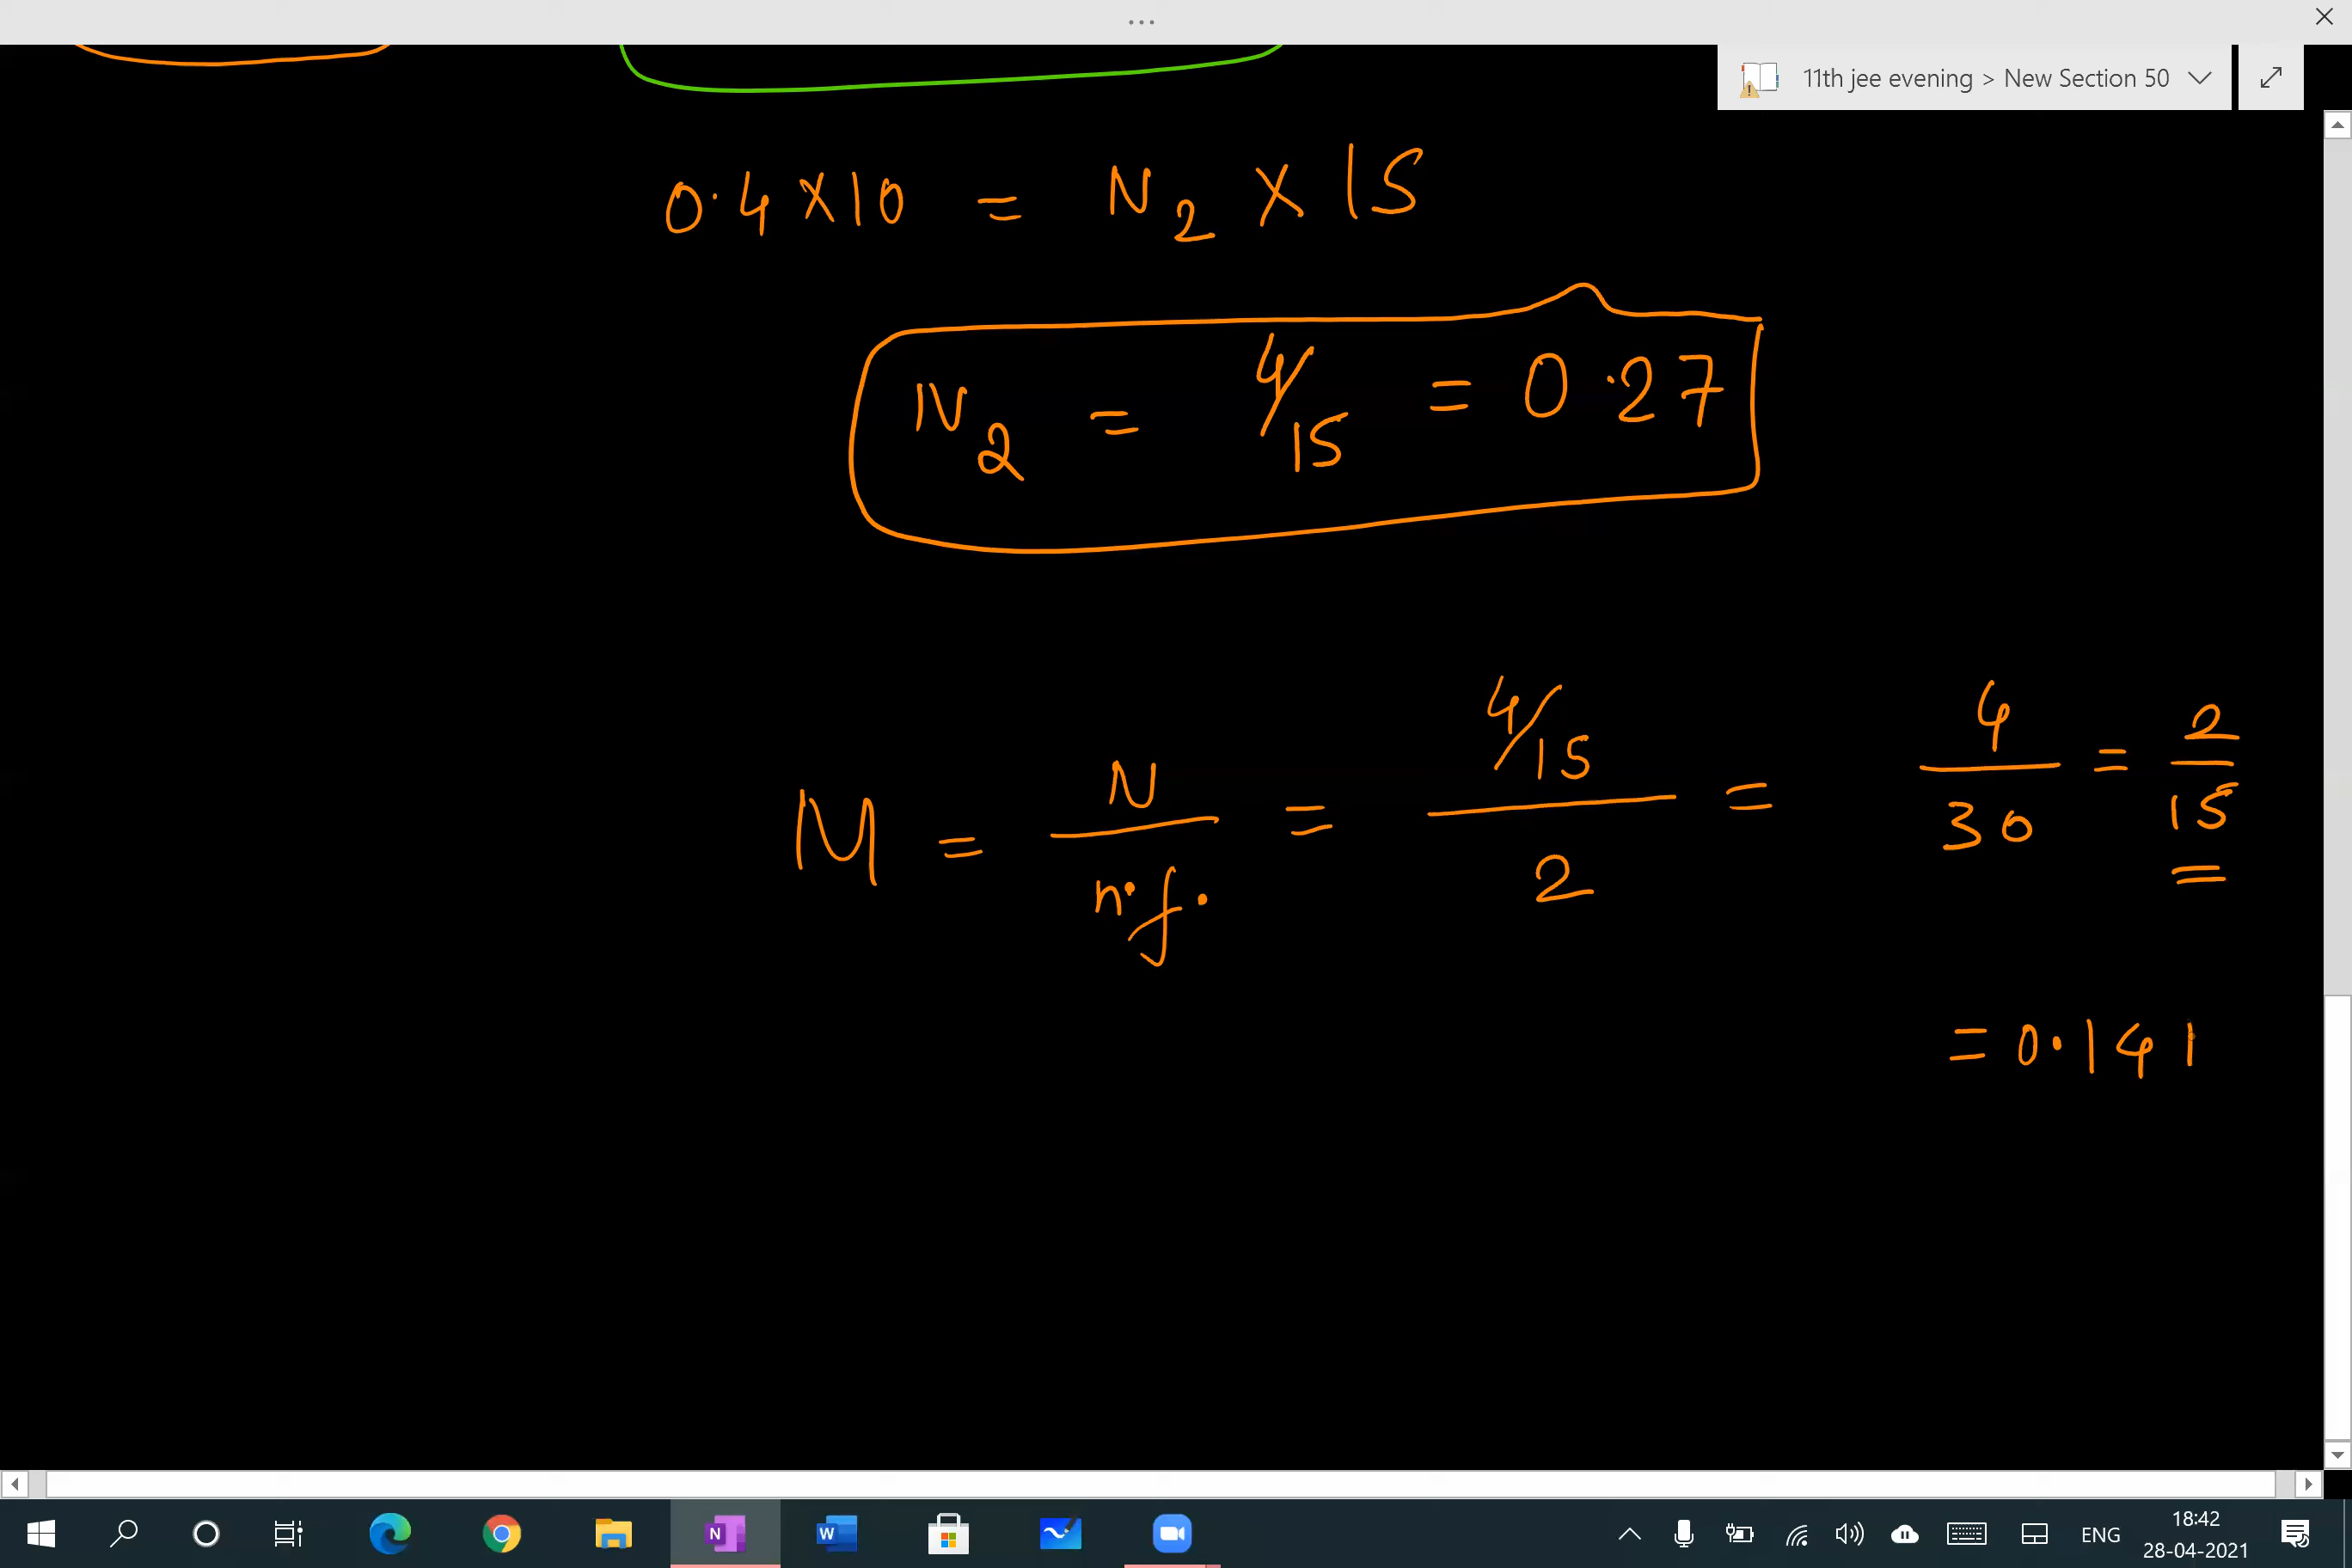 11th jee evening > New Section 50
0.4 X 10 = N2 X 15
N2 = 4/15 = 0.27
M = N/n.f. = 4/15/2 = 4/30 = 2/15
= 0.141
ENG
18:42
28-04-2021